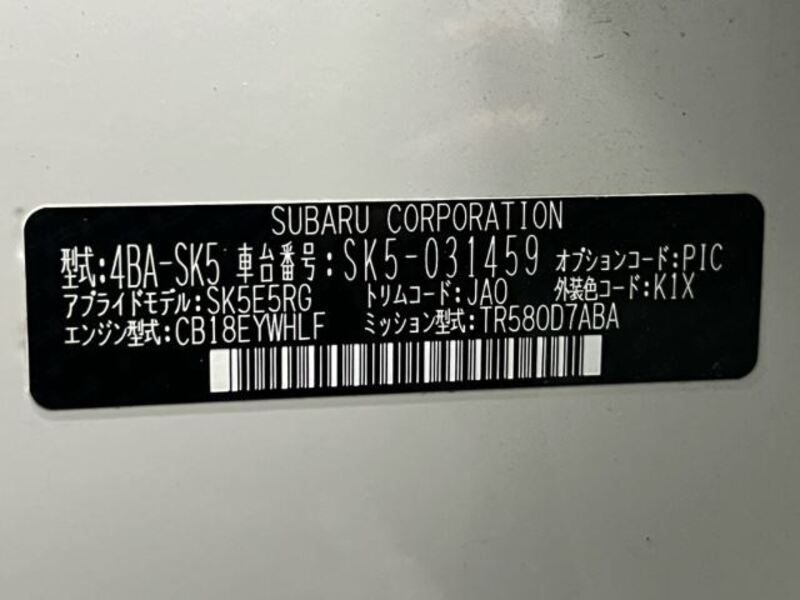 SUBARU CORPORATION
型式:4BA-SK5 車台番号:SK5-031459 オプションコード:PIC
アプライドモデル:SK5E5RG トリムコード:JAO 外装色コード:K1X
エンジン型式:CB18EYWHLF ミッション型式:TR580D7ABA